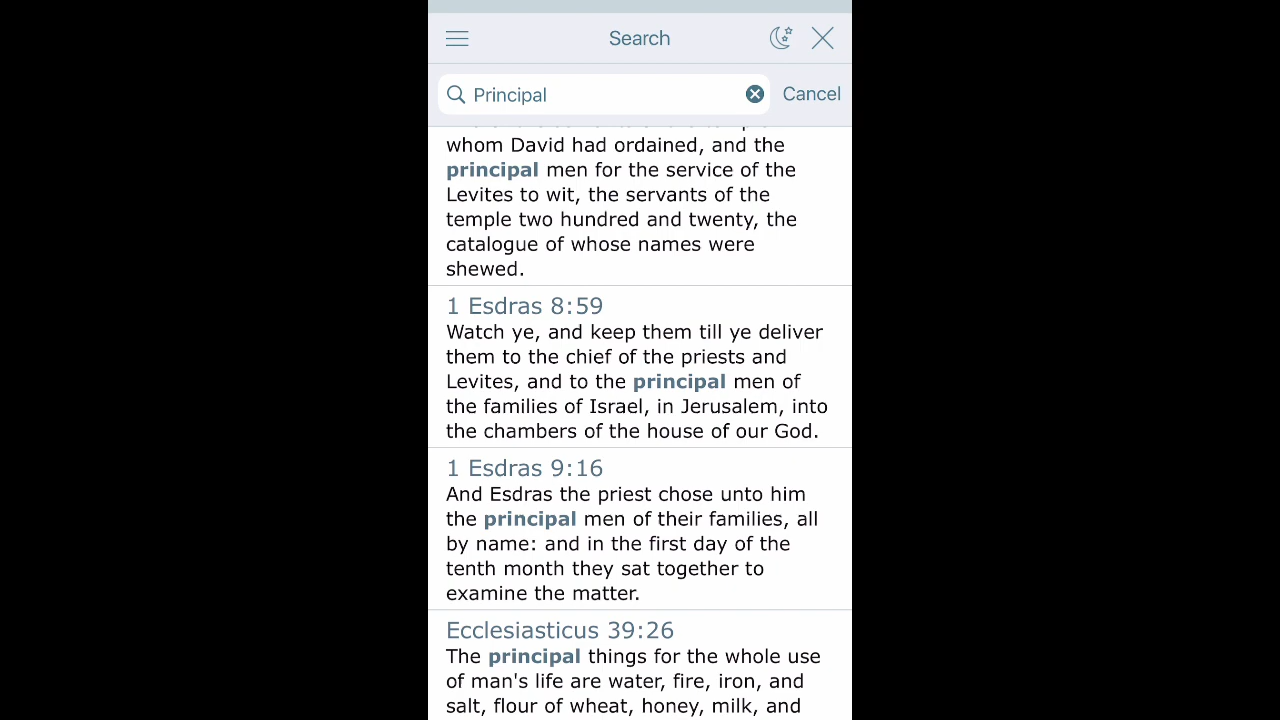 Search
Principal
Cancel
whom David had ordained, and the
principal men for the service of the
Levites to wit, the servants of the
temple two hundred and twenty, the
catalogue of whose names were
shewed.
1 Esdras 8:59
Watch ye, and keep them till ye deliver
them to the chief of the priests and
Levites, and to the principal men of
the families of Israel, in Jerusalem, into
the chambers of the house of our God.
1 Esdras 9:16
And Esdras the priest chose unto him
the principal men of their families, all
by name: and in the first day of the
tenth month they sat together to
examine the matter.
Ecclesiasticus 39:26
The principal things for the whole use
of man's life are water, fire, iron, and
salt, flour of wheat, honey, milk, and